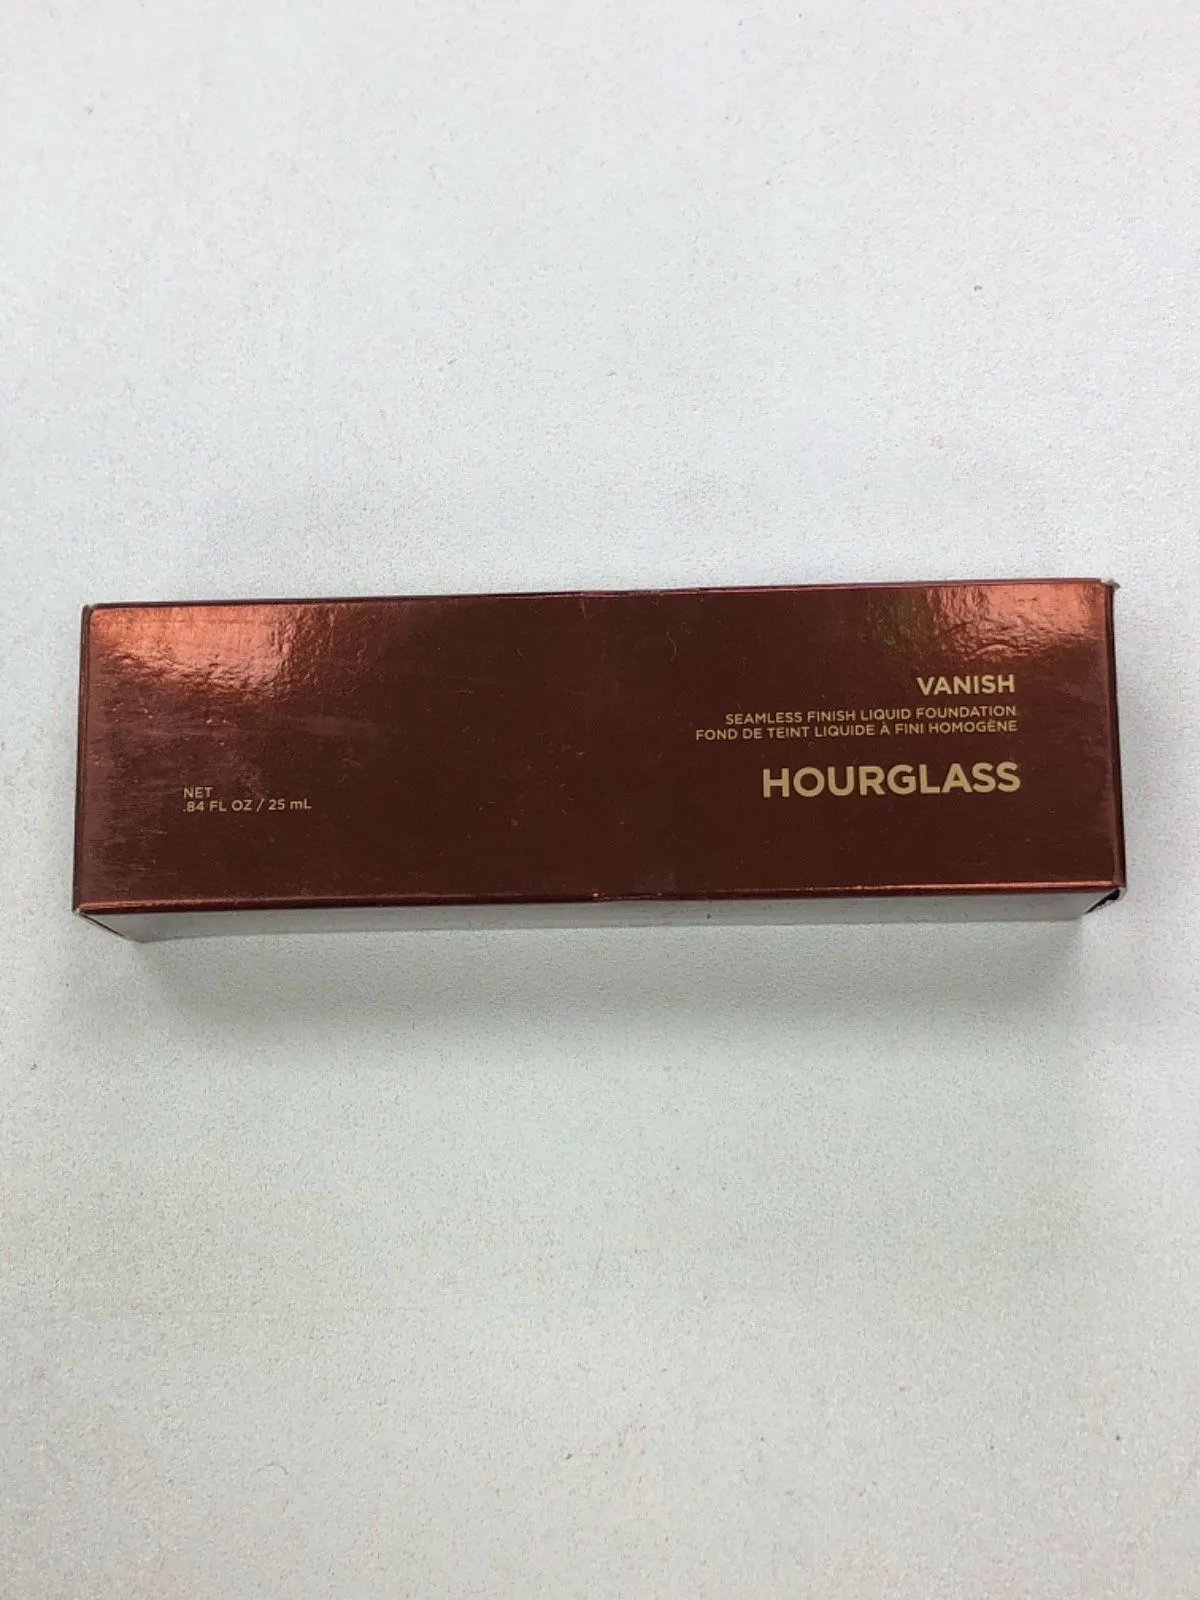 VANISH
SEAMLESS FINISH LIQUID FOUNDATION
FOND DE TEINT LIQUIDE À FINI HOMOGÈNE
HOURGLASS
NET
.84 FL OZ / 25 mL